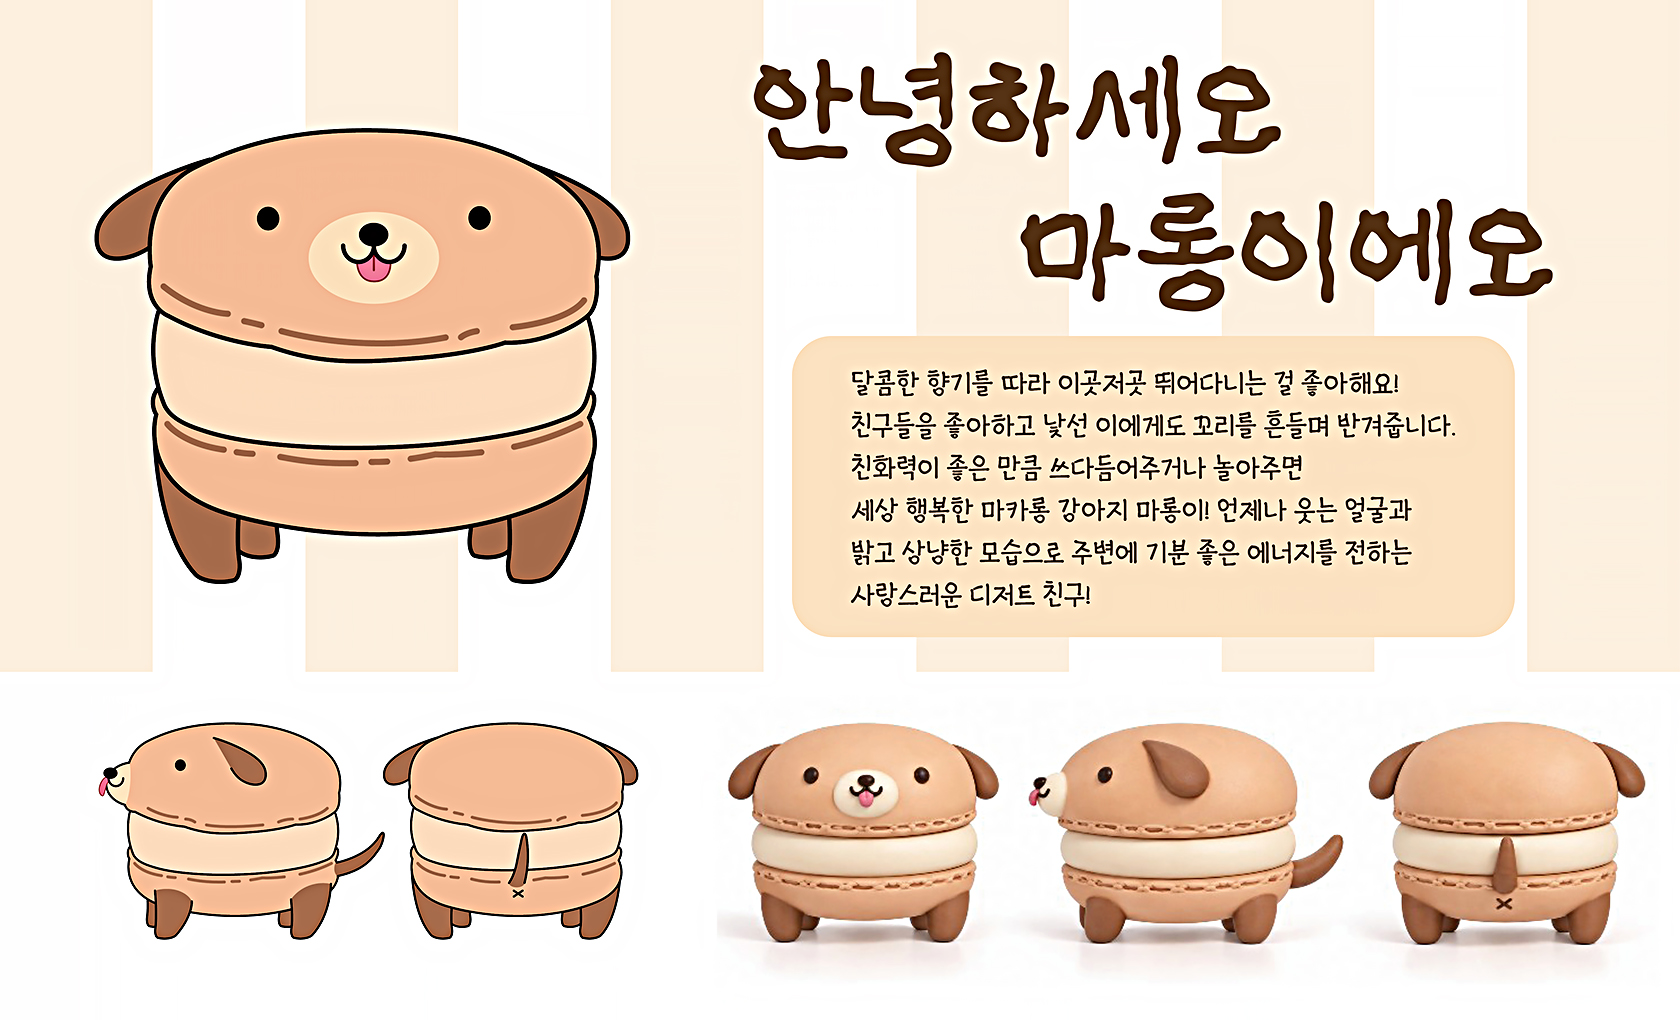 안녕하세요
마롱이에요
달콤한 향기를 따라 이곳저곳 뛰어다니는 걸 좋아해요!
친구들을 좋아하고 낯선 이에게도 꼬리를 흔들며 반겨줍니다.
친화력이 좋은 만큼 쓰다듬어주거나 놀아주면
세상 행복한 마카롱 강아지 마롱이! 언제나 웃는 얼굴과
밝고 상냥한 모습으로 주변에 기분 좋은 에너지를 전하는
사랑스러운 디저트 친구!